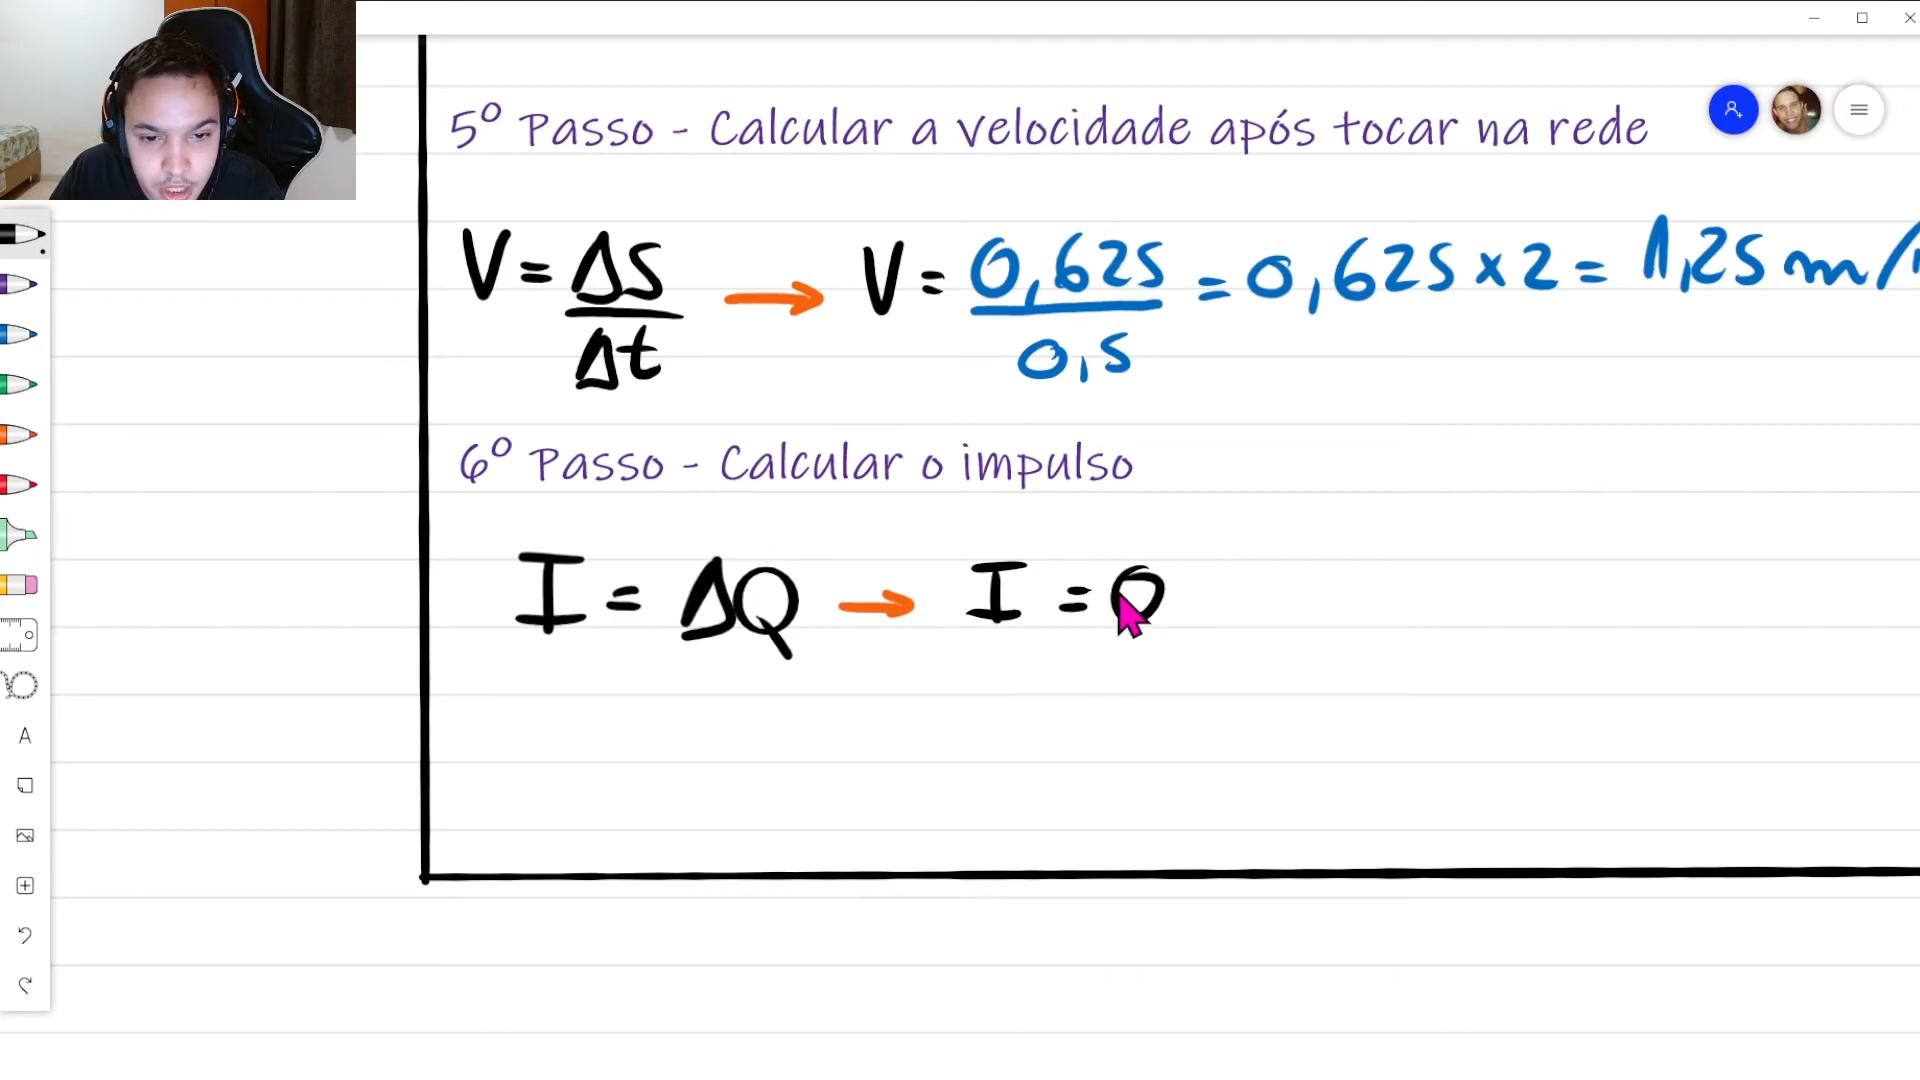 5º Passo - Calcular a velocidade após tocar na rede
V = ΔS/Δt → V = 0,625/0,5 = 0,625 x 2 = 1,25 m/
6º Passo - Calcular o impulso
I = ΔQ → I = Q
A